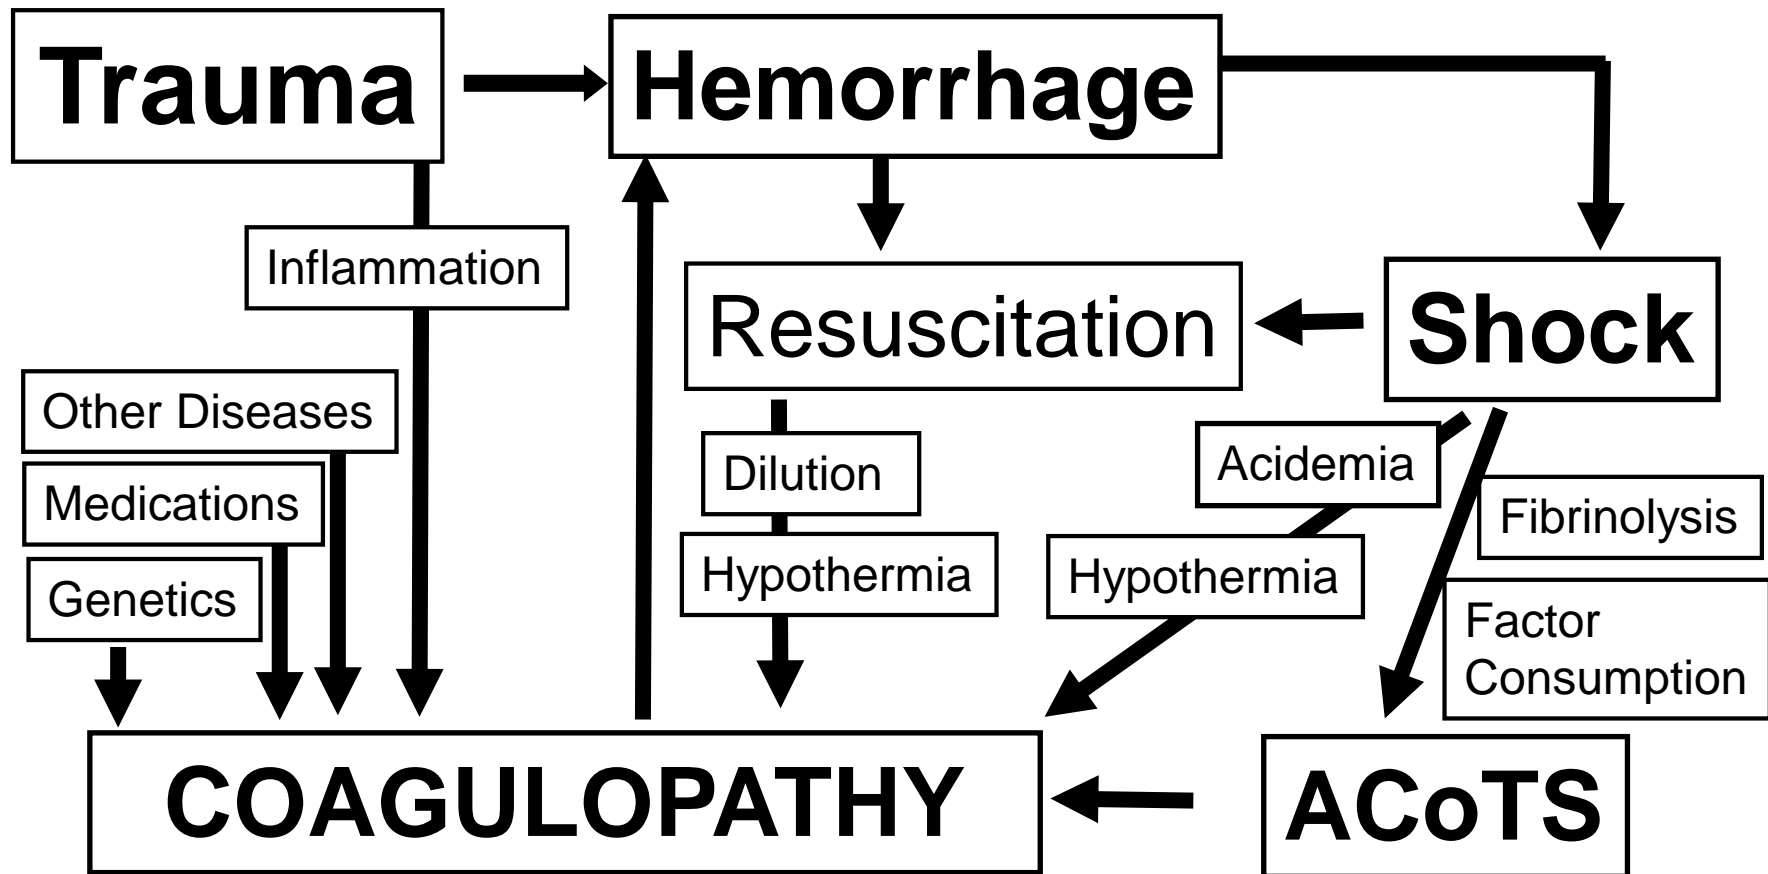 Trauma
Hemorrhage
Inflammation
Resuscitation
Shock
Other Diseases
Medications
Genetics
Dilution
Hypothermia
Acidemia
Hypothermia
Fibrinolysis
Factor
Consumption
COAGULOPATHY
ACoTS